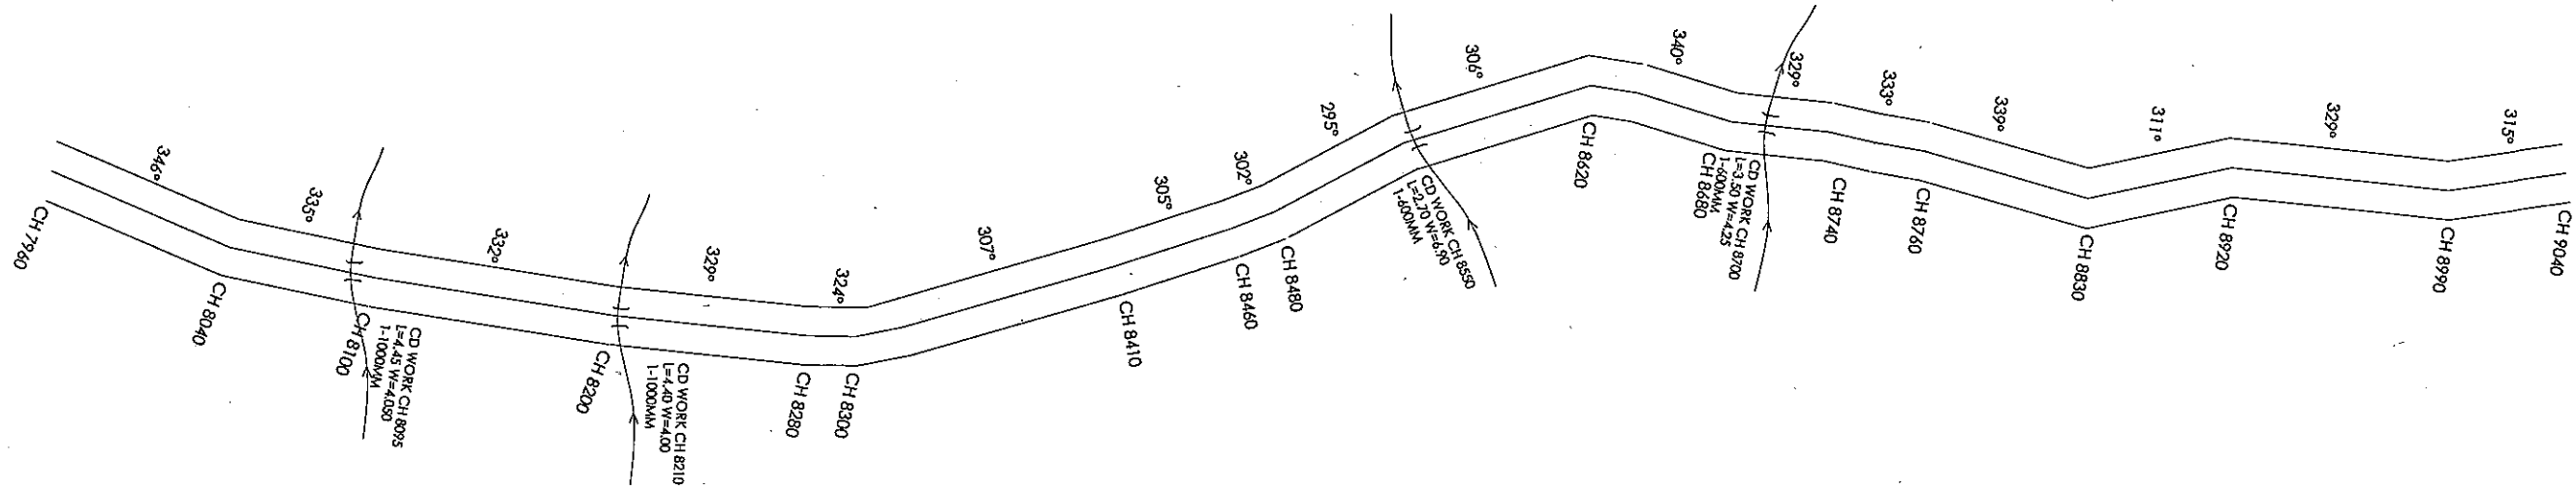 346°
335°
332°
329°
324°
307°
305°
302°
295°
306°
340°
329°
333°
339°
311°
329°
315°
CH 7960
CH 8040
CH 8100
CD WORK CH 8095
L=4.45 W=4.050
1-1000MM
CH 8200
CD WORK CH 8210
L=4.40 W=4.00
1-1000MM
CH 8280
CH 8300
CH 8410
CH 8460
CH 8480
CD WORK CH 8550
L=2.70 W=6.90
1-600MM
CH 8620
CD WORK CH 8700
L=3.50 W=4.25
1-600MM
CH 8680
CH 8740
CH 8760
CH 8830
CH 8920
CH 8990
CH 9040